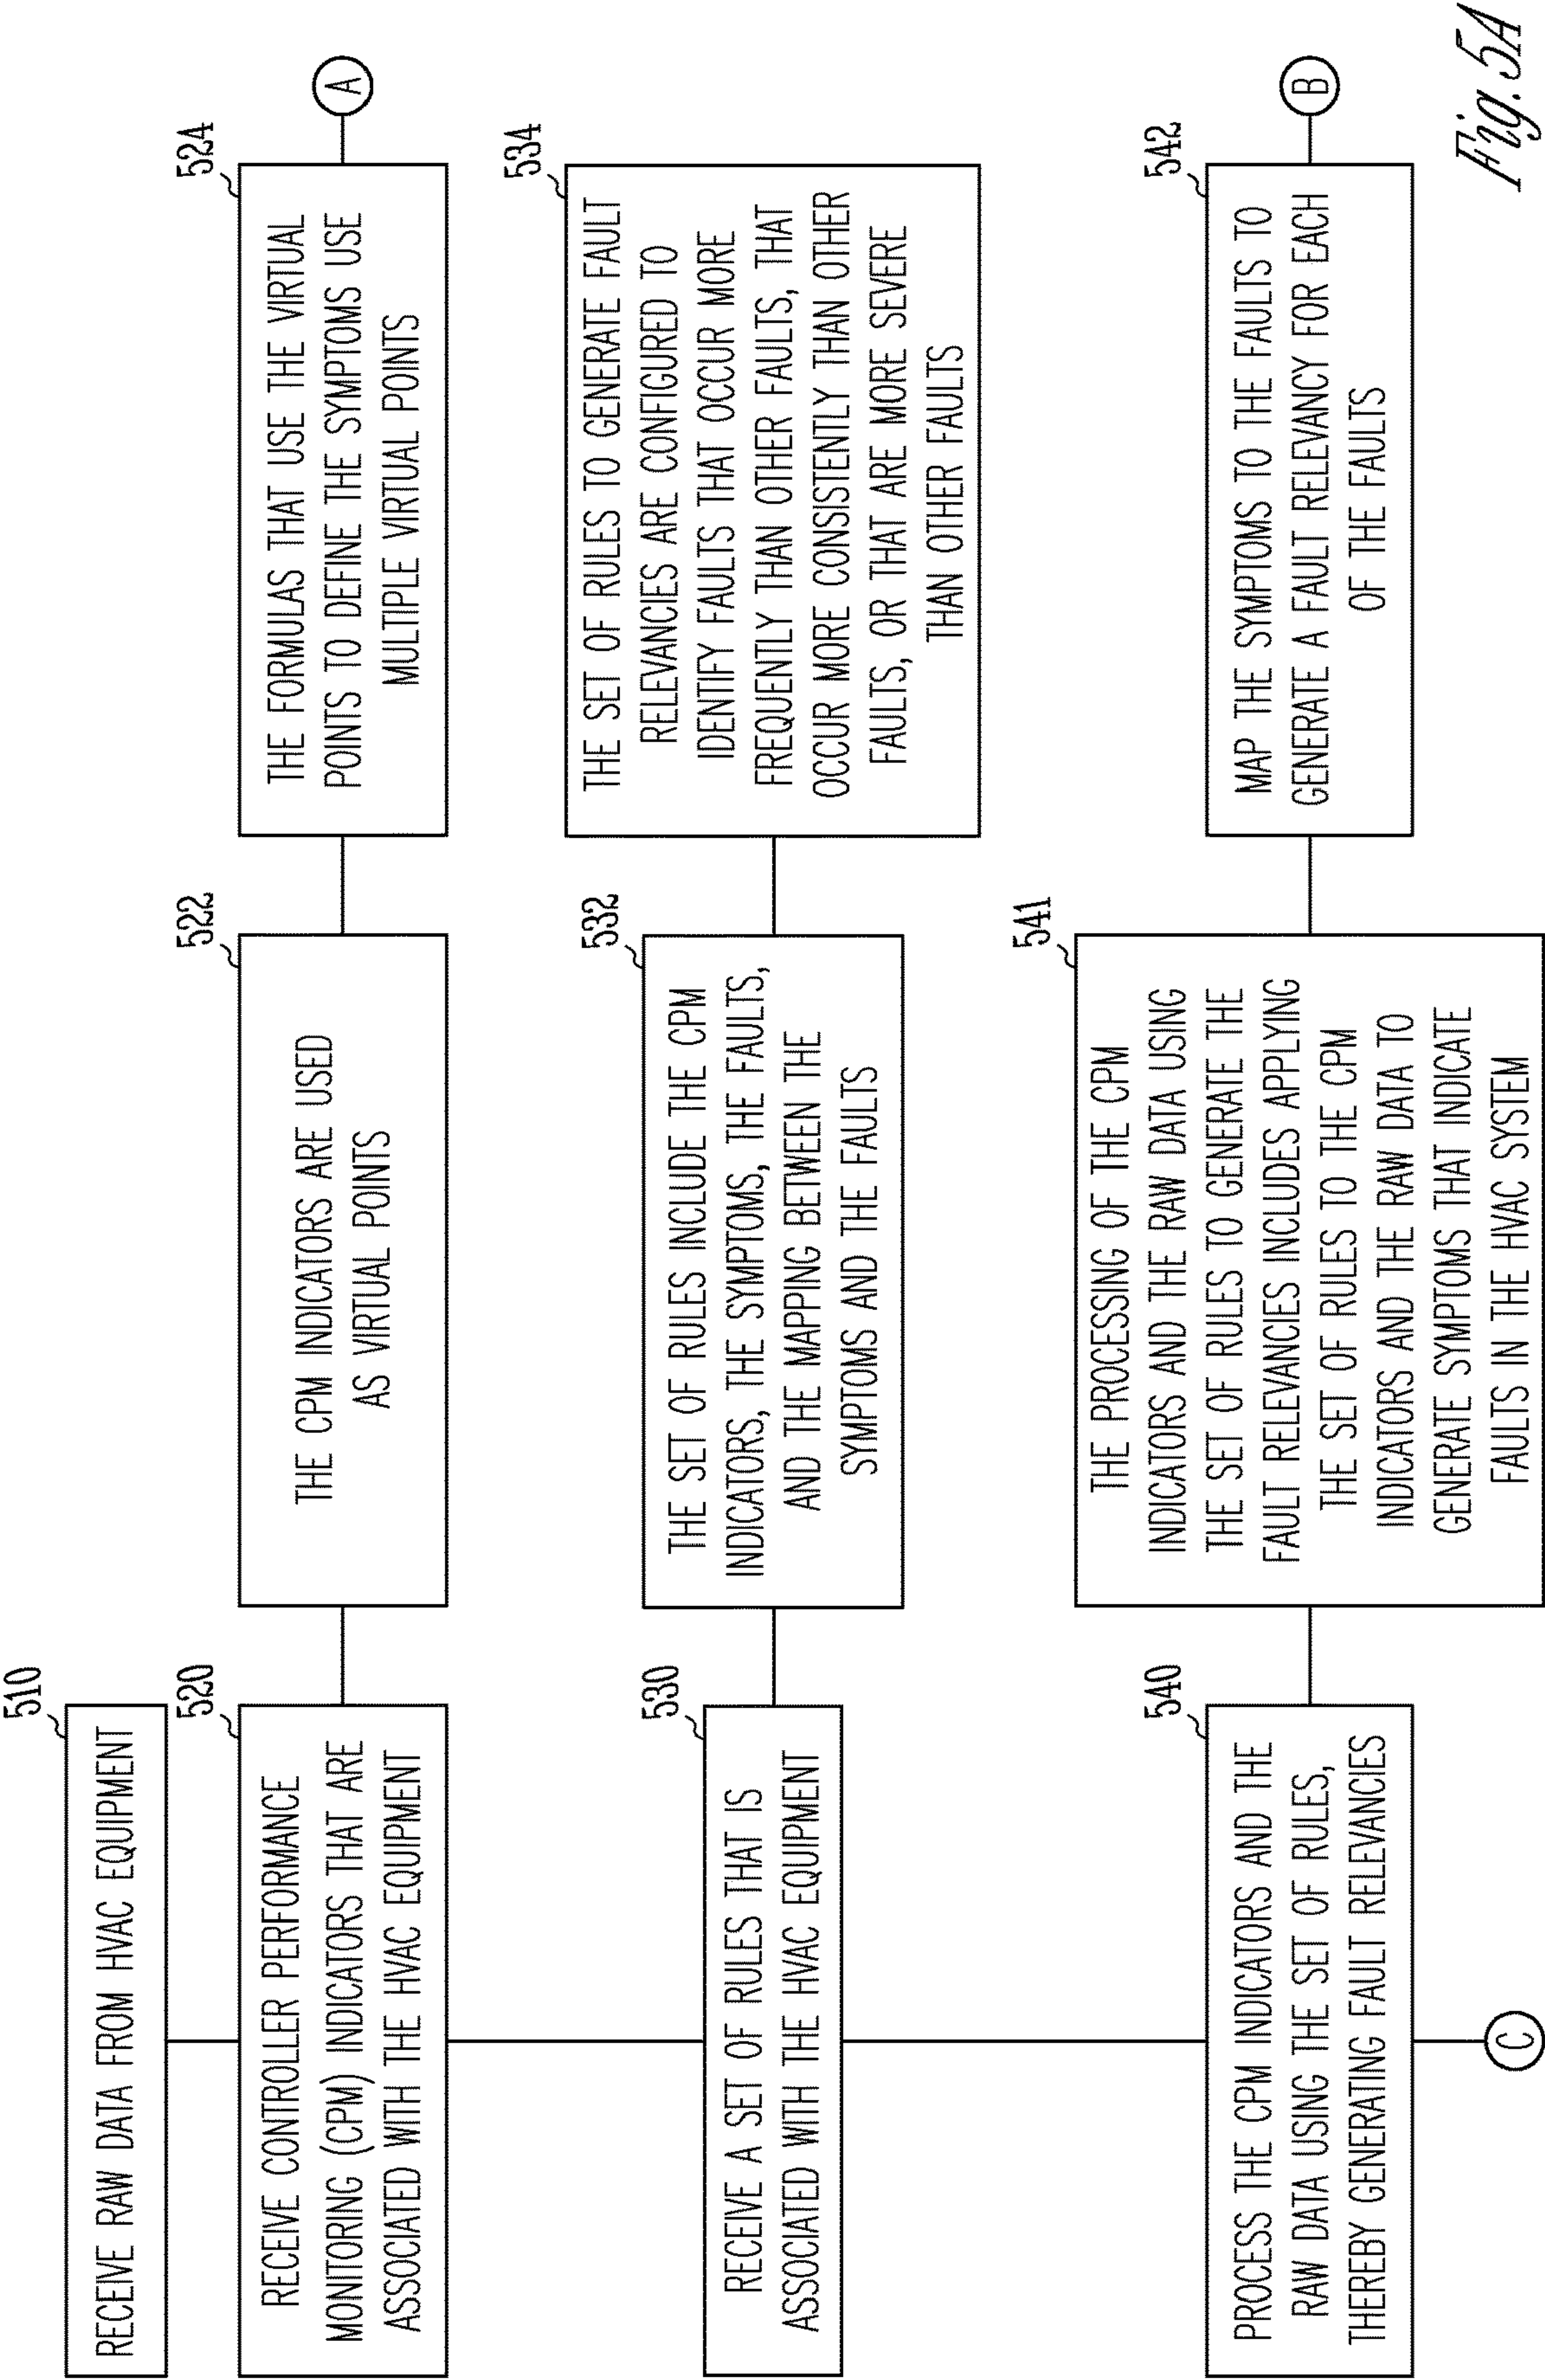 510
RECEIVE RAW DATA FROM HVAC EQUIPMENT
520
RECEIVE CONTROLLER PERFORMANCE
MONITORING (CPM) INDICATORS THAT ARE
ASSOCIATED WITH THE HVAC EQUIPMENT
522
THE CPM INDICATORS ARE USED
AS VIRTUAL POINTS
524
THE FORMULAS THAT USE THE VIRTUAL
POINTS TO DEFINE THE SYMPTOMS USE
MULTIPLE VIRTUAL POINTS
A
530
RECEIVE A SET OF RULES THAT IS
ASSOCIATED WITH THE HVAC EQUIPMENT
532
THE SET OF RULES INCLUDE THE CPM
INDICATORS, THE SYMPTOMS, THE FAULTS,
AND THE MAPPING BETWEEN THE
SYMPTOMS AND THE FAULTS
534
THE SET OF RULES TO GENERATE FAULT
RELEVANCIES ARE CONFIGURED TO
IDENTIFY FAULTS THAT OCCUR MORE
FREQUENTLY THAN OTHER FAULTS, THAT
OCCUR MORE CONSISTENTLY THAN OTHER
FAULTS, OR THAT ARE MORE SEVERE
THAN OTHER FAULTS
540
PROCESS THE CPM INDICATORS AND THE
RAW DATA USING THE SET OF RULES,
THEREBY GENERATING FAULT RELEVANCIES
541
THE PROCESSING OF THE CPM
INDICATORS AND THE RAW DATA USING
THE SET OF RULES TO GENERATE THE
FAULT RELEVANCIES INCLUDES APPLYING
THE SET OF RULES TO THE CPM
INDICATORS AND THE RAW DATA TO
GENERATE SYMPTOMS THAT INDICATE
FAULTS IN THE HVAC SYSTEM
542
MAP THE SYMPTOMS TO THE FAULTS TO
GENERATE A FAULT RELEVANCY FOR EACH
OF THE FAULTS
B
C
Fig. 5A